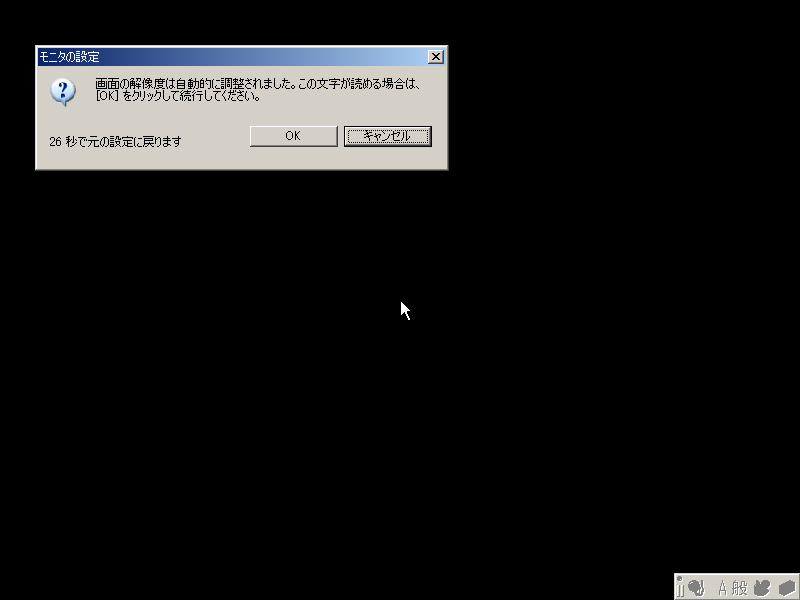 モニタの設定
画面の解像度は自動的に調整されました。この文字が読める場合は、
[OK] をクリックして続行してください。
26 秒で元の設定に戻ります
OK
キャンセル
A 般